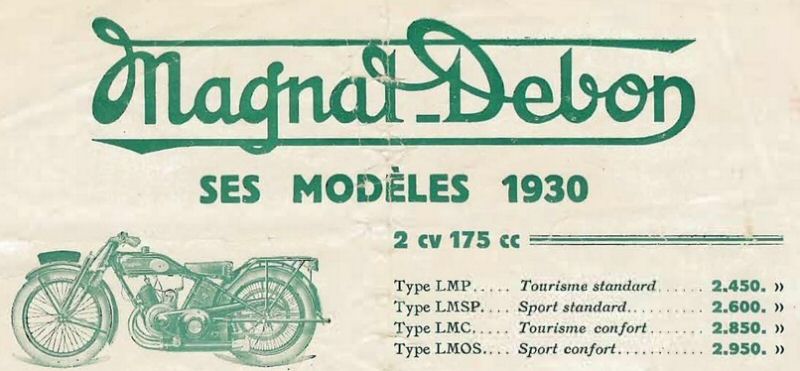 Magnat-Debon
SES MODÈLES 1930
2 cv 175 cc
Type LMP..... Tourisme standard...... 2.450. »
Type LMSP.... Sport standard.......... 2.600. »
Type LMC..... Tourisme confort....... 2.850. »
Type LMOS.... Sport confort............ 2.950. »